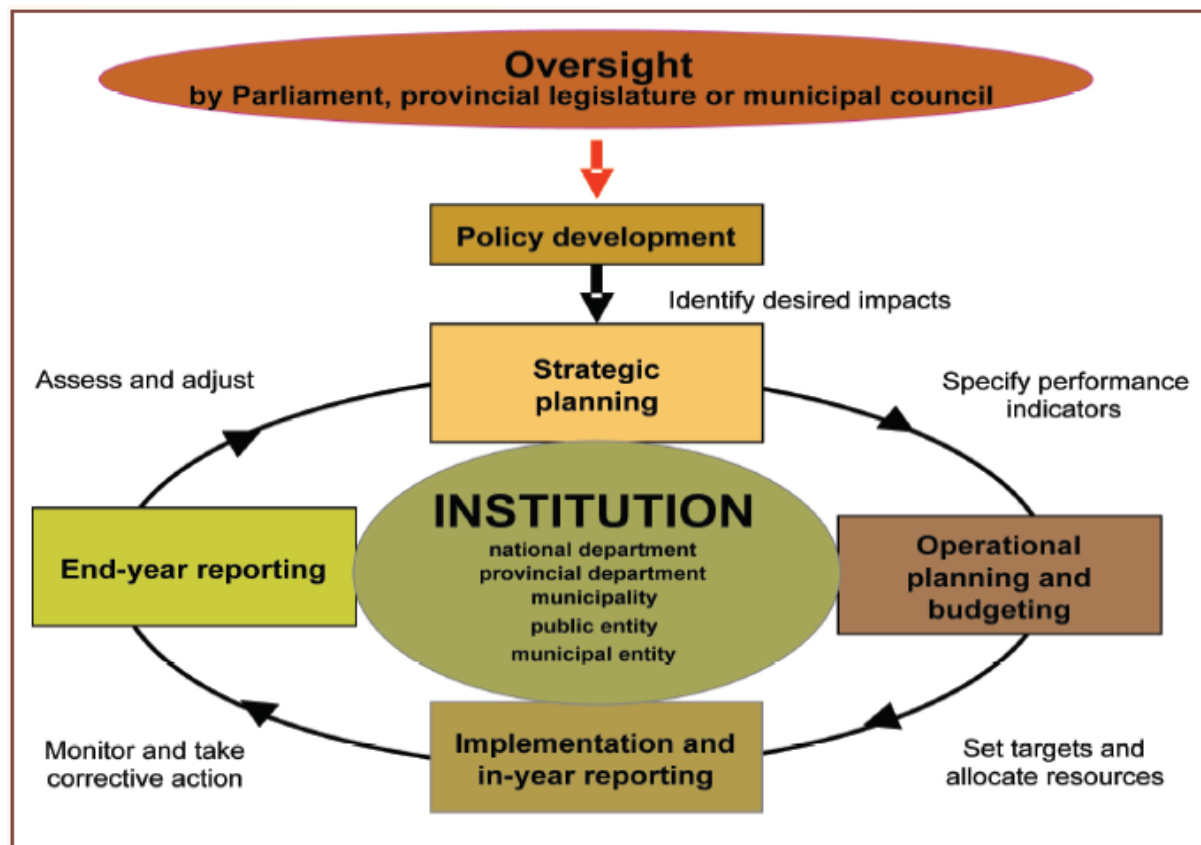 Oversight
by Parliament, provincial legislature or municipal council
Policy development
Identify desired impacts
Strategic
planning
Assess and adjust
Specify performance
indicators
INSTITUTION
national department
provincial department
municipality
public entity
municipal entity
End-year reporting
Operational
planning and
budgeting
Implementation and
in-year reporting
Monitor and take
corrective action
Set targets and
allocate resources